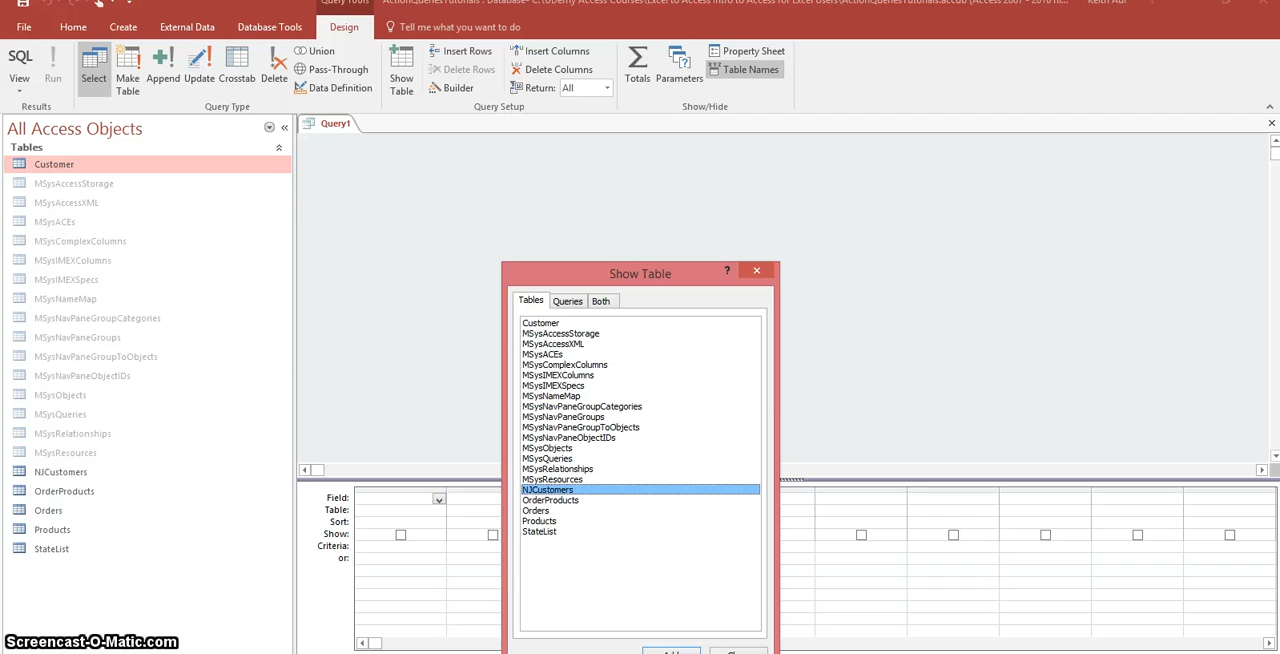 Query Tools
ActionQueriesTutorials : Database- C:\
File Home Create External Data Database Tools Design Tell me what you want to do
SQL
View
Run
Results
Select
Make
Table
Append
Update
Crosstab
Delete
Union
Pass-Through
Data Definition
Query Type
Show
Table
Insert Rows
Delete Rows
Builder
Insert Columns
Delete Columns
Return: All
Query Setup
Totals
Parameters
Property Sheet
Table Names
Show/Hide
All Access Objects
Tables
Customer
MSysAccessStorage
MSysAccessXML
MSysACEs
MSysComplexColumns
MSysIMEXColumns
MSysIMEXSpecs
MSysNameMap
MSysNavPaneGroupCategories
MSysNavPaneGroups
MSysNavPaneGroupToObjects
MSysNavPaneObjectIDs
MSysObjects
MSysQueries
MSysRelationships
MSysResources
NJCustomers
OrderProducts
Orders
Products
StateList
Query1
Show Table
?
Tables Queries Both
Customer
MSysAccessStorage
MSysAccessXML
MSysACEs
MSysComplexColumns
MSysIMEXColumns
MSysIMEXSpecs
MSysNameMap
MSysNavPaneGroupCategories
MSysNavPaneGroups
MSysNavPaneGroupToObjects
MSysNavPaneObjectIDs
MSysObjects
MSysQueries
MSysRelationships
MSysResources
NJCustomers
OrderProducts
Orders
Products
StateList
Field:
Table:
Sort:
Show:
Criteria:
or:
Screencast-O-Matic.com